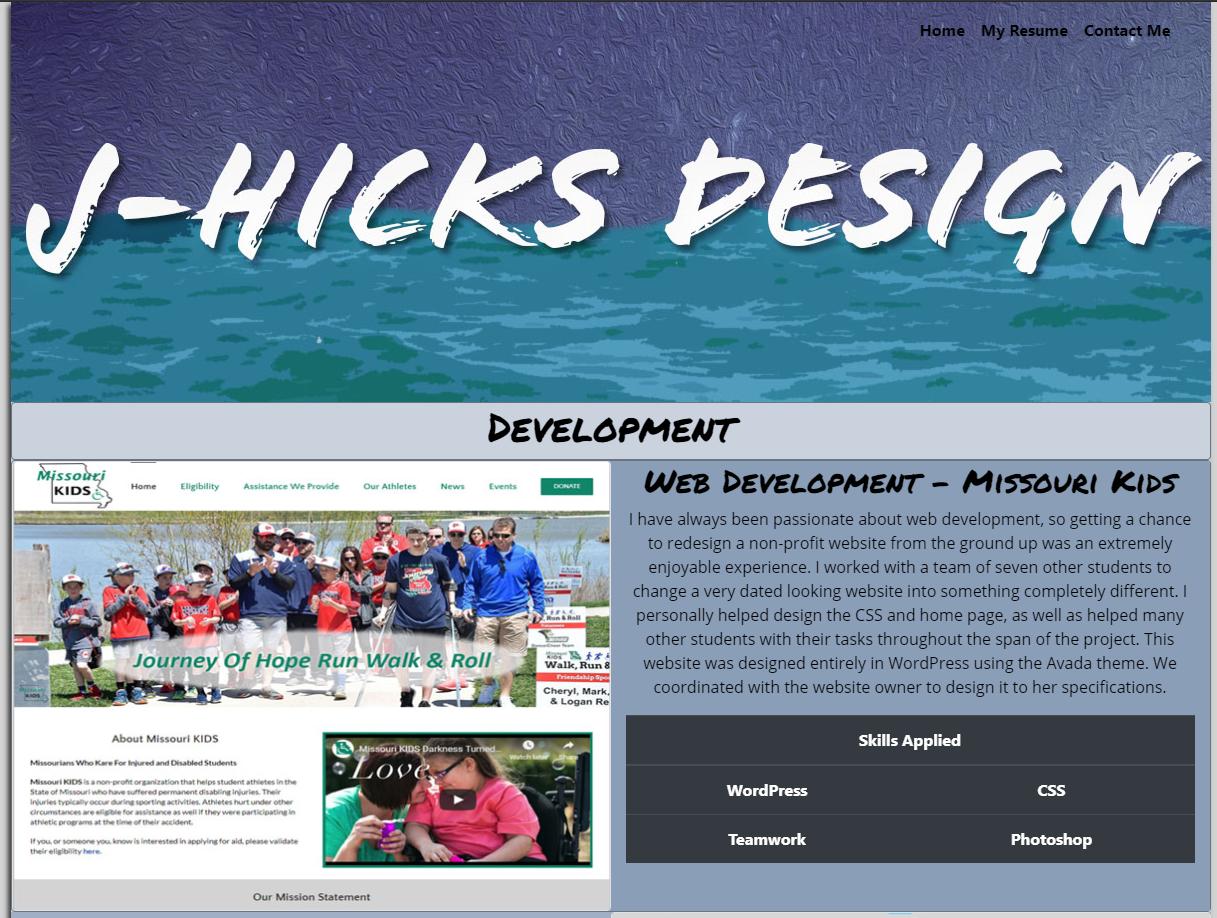 Home My Resume Contact Me
J-HICKS DESIGN
DEVELOPMENT
Missouri
KIDS
Home Eligibility Assistance We Provide Our Athletes News Events DONATE
Run & Roll
Journey Of Hope Run Walk & Roll
Walk, Run &
Friendship Spo
Cheryl, Mark,
& Logan Re
About Missouri KIDS
Missourians Who Kare For Injured and Disabled Students
Missouri KIDS is a non-profit organization that helps student athletes in the
State of Missouri who have suffered permanent disabling injuries. Their
injuries typically occur during sporting activities. Athletes hurt under other
circumstances are eligible for assistance as well if they were participating in
athletic programs at the time of their accident.
If you, or someone you, know is interested in applying for aid, please validate
their eligibility here.
Missouri KIDS Darkness Turned...
Watch later Share
Love
Our Mission Statement
WEB DEVELOPMENT - MISSOURI KIDS
I have always been passionate about web development, so getting a chance
to redesign a non-profit website from the ground up was an extremely
enjoyable experience. I worked with a team of seven other students to
change a very dated looking website into something completely different. I
personally helped design the CSS and home page, as well as helped many
other students with their tasks throughout the span of the project. This
website was designed entirely in WordPress using the Avada theme. We
coordinated with the website owner to design it to her specifications.
Skills Applied
WordPress CSS
Teamwork Photoshop